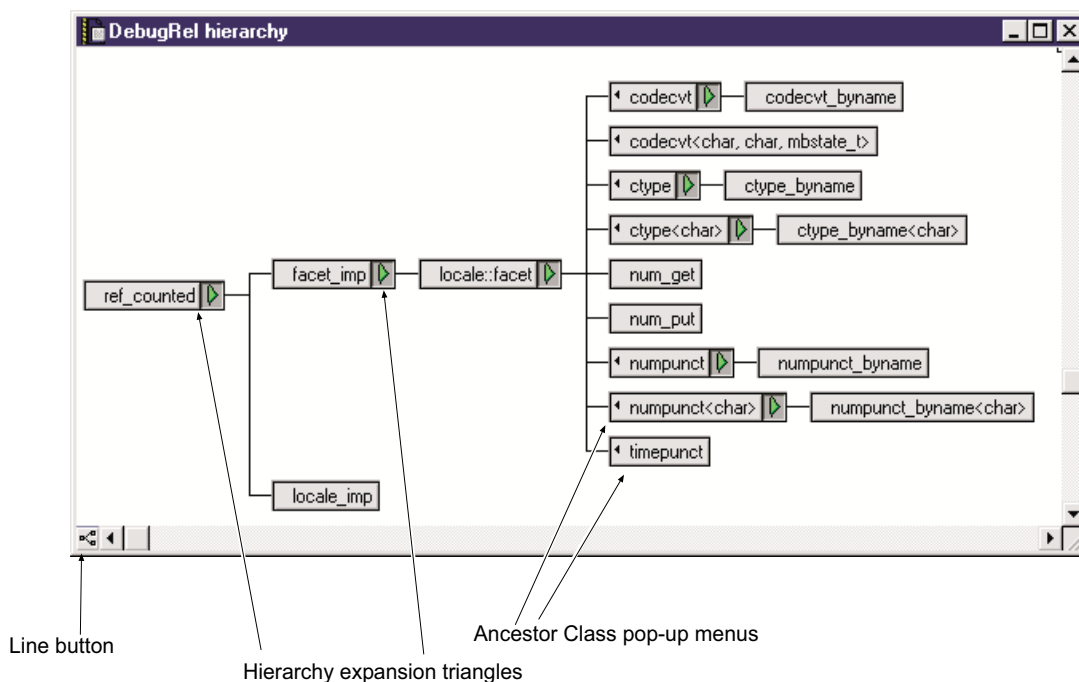 DebugRel hierarchy
codecvt
codecvt_byname
codecvt<char, char, mbstate_t>
ctype
ctype_byname
ctype<char>
ctype_byname<char>
facet_imp
locale::facet
num_get
ref_counted
num_put
numpunct
numpunct_byname
numpunct<char>
numpunct_byname<char>
timepunct
locale_imp
Line button
Ancestor Class pop-up menus
Hierarchy expansion triangles